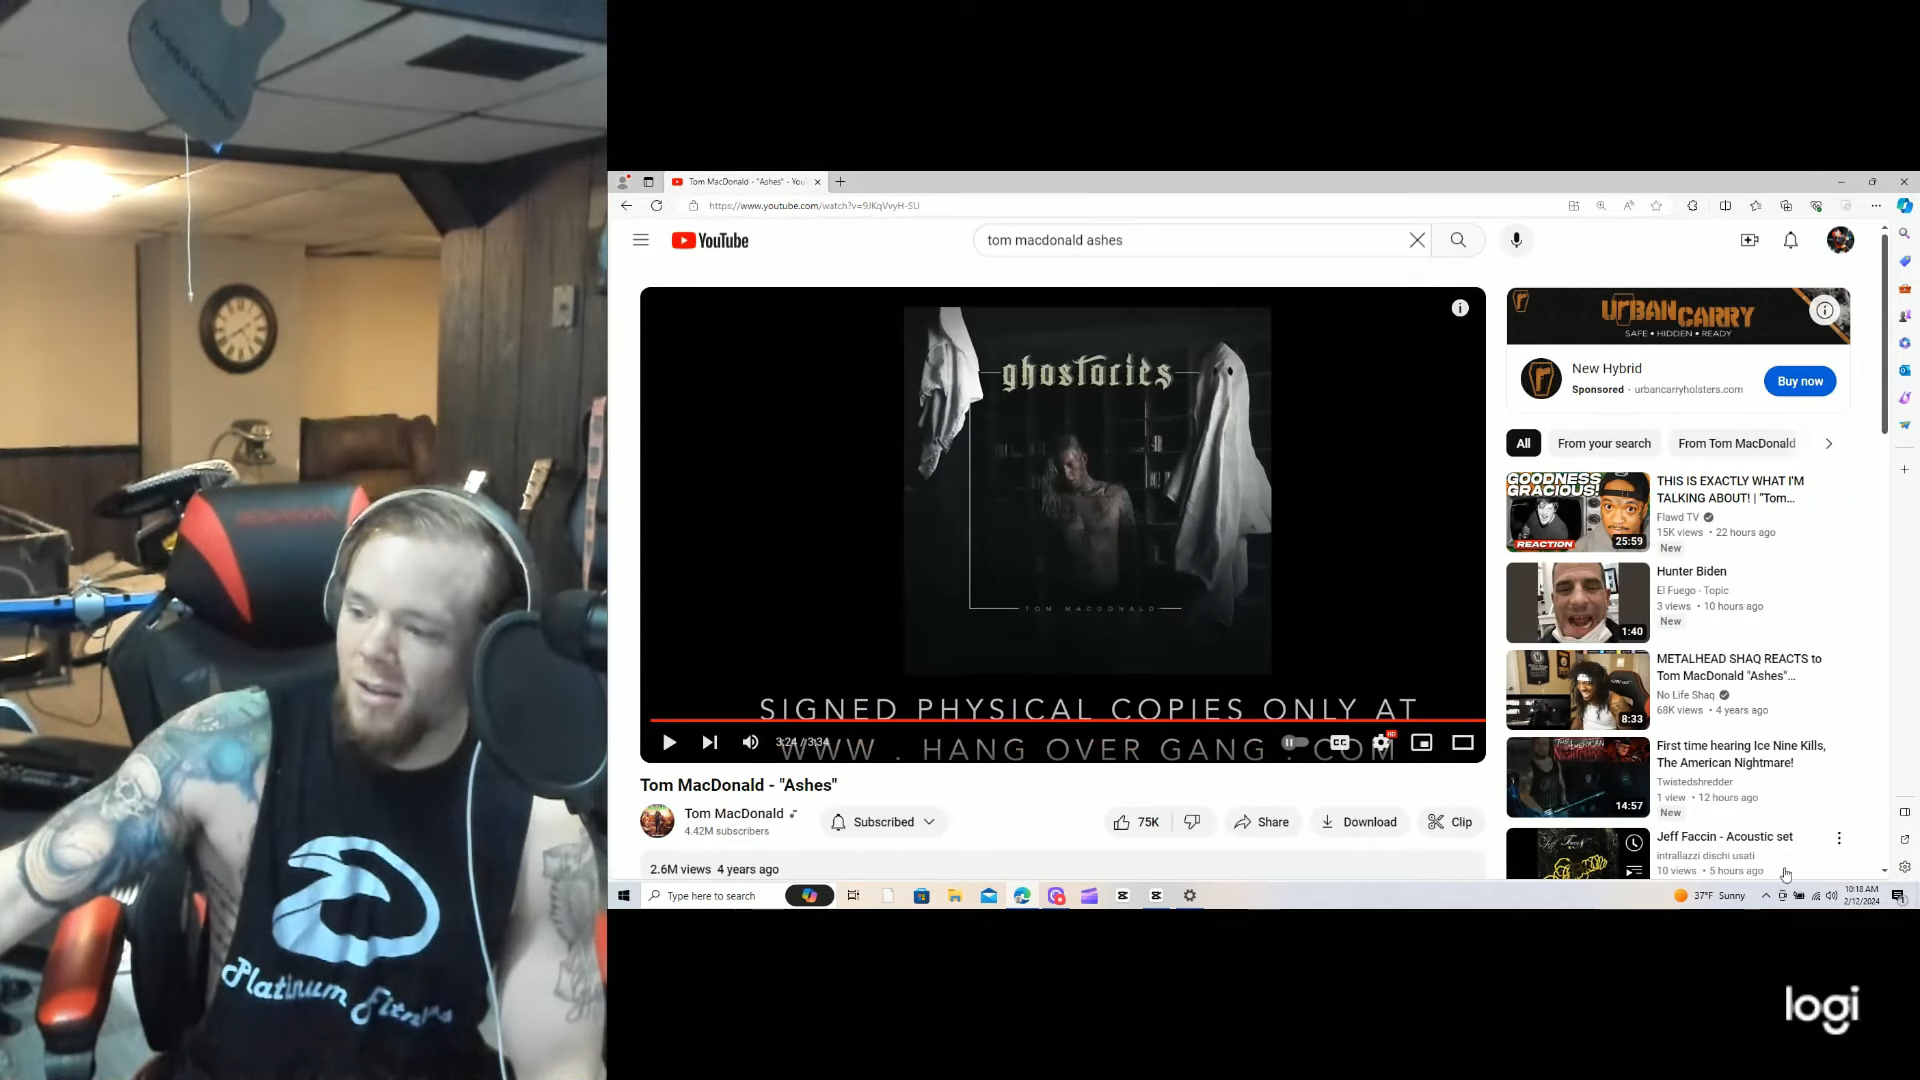 Platinum Fitness
Tom MacDonald - "Ashes" - You
https://www.youtube.com/watch?v=9JKqVvyH-SU
YouTube
tom macdonald ashes
ghostories
TOM MACDONALD
SIGNED PHYSICAL COPIES ONLY AT
WWW . HANG OVER GANG . COM
3:24 / 3:34
CC
HD
Tom MacDonald - "Ashes"
Tom MacDonald
4.42M subscribers
Subscribed
75K
Share
Download
Clip
2.6M views 4 years ago
URBAN CARRY
SAFE • HIDDEN • READY
New Hybrid
Sponsored · urbancarryholsters.com
Buy now
All
From your search
From Tom MacDonald
GOODNESS
GRACIOUS!
REACTION
25:59
THIS IS EXACTLY WHAT I'M
TALKING ABOUT! | "Tom...
Flawd TV
15K views • 22 hours ago
New
1:40
Hunter Biden
El Fuego - Topic
3 views • 10 hours ago
New
8:33
METALHEAD SHAQ REACTS to
Tom MacDonald "Ashes"...
No Life Shaq
68K views • 4 years ago
THE AMERICAN
NIGHTMARE
14:57
First time hearing Ice Nine Kills,
The American Nightmare!
Twistedshredder
1 view • 12 hours ago
New
Jeff Faccin - Acoustic set
intrallazzi dischi usati
10 views • 5 hours ago
Type here to search
37°F Sunny
10:18 AM
2/12/2024
logi